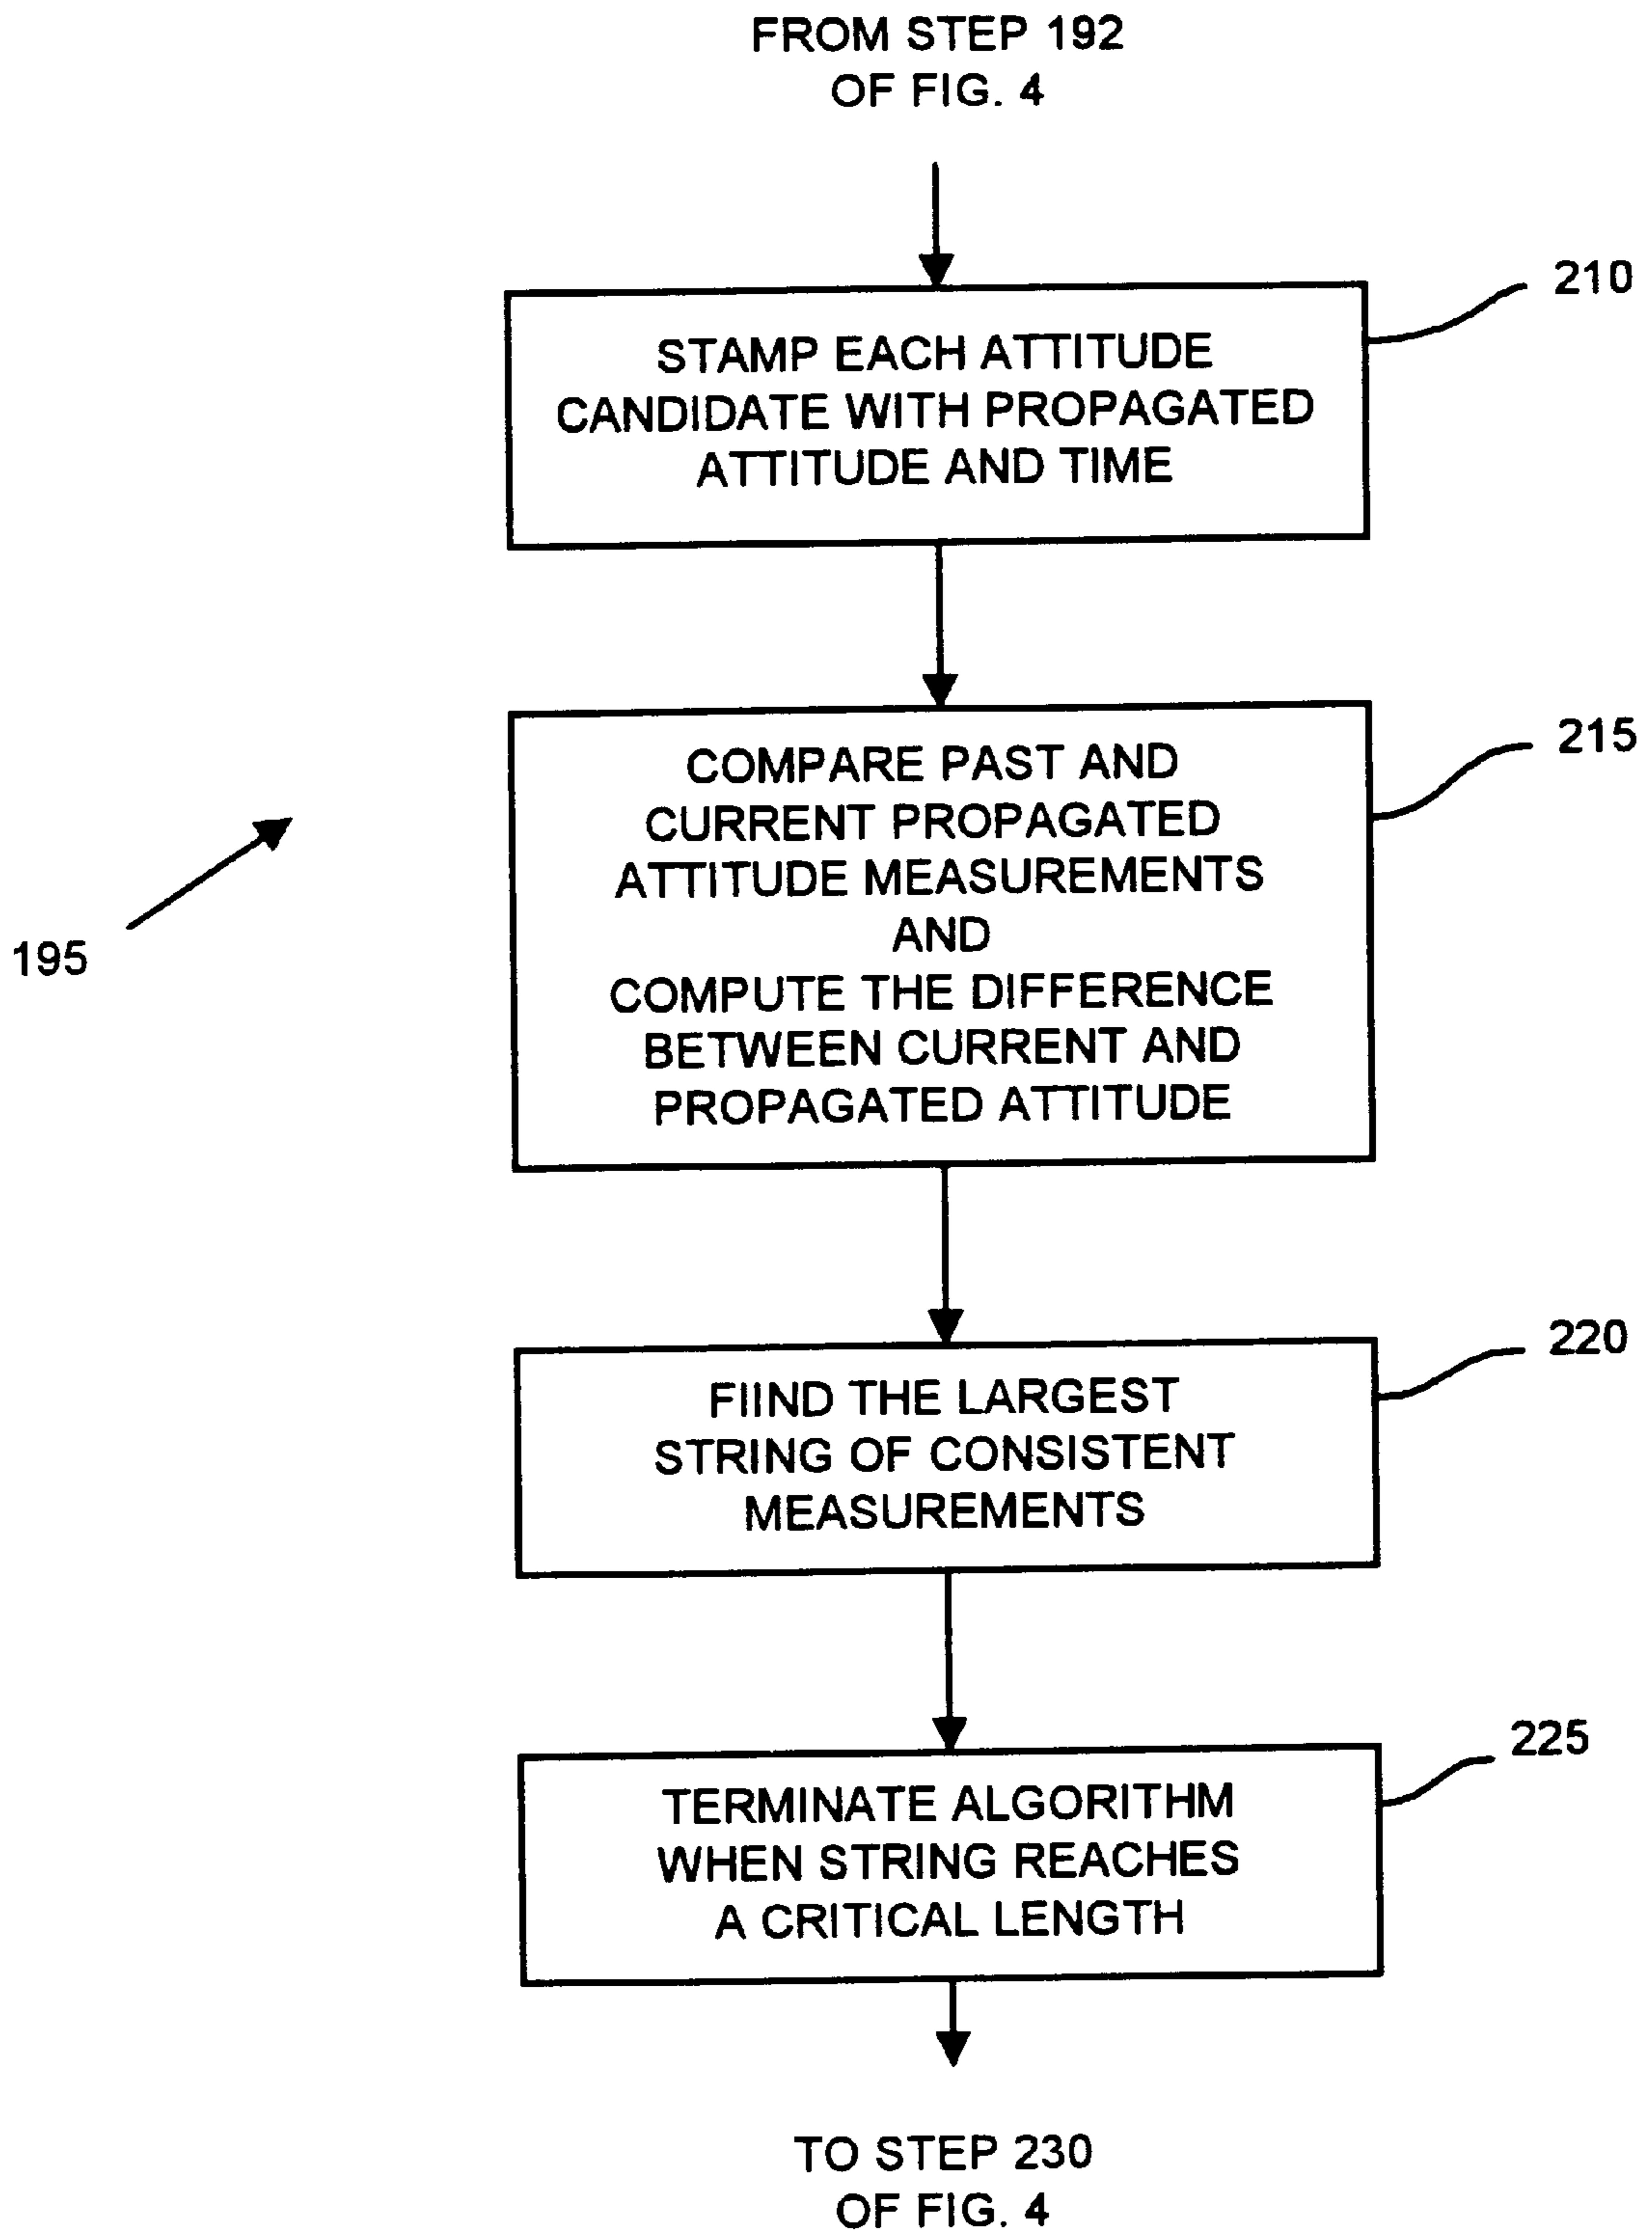 FROM STEP 192
OF FIG. 4
210
STAMP EACH ATTITUDE
CANDIDATE WITH PROPAGATED
ATTITUDE AND TIME
215
COMPARE PAST AND
CURRENT PROPAGATED
ATTITUDE MEASUREMENTS
AND
COMPUTE THE DIFFERENCE
BETWEEN CURRENT AND
PROPAGATED ATTITUDE
195
220
FIIND THE LARGEST
STRING OF CONSISTENT
MEASUREMENTS
225
TERMINATE ALGORITHM
WHEN STRING REACHES
A CRITICAL LENGTH
TO STEP 230
OF FIG. 4